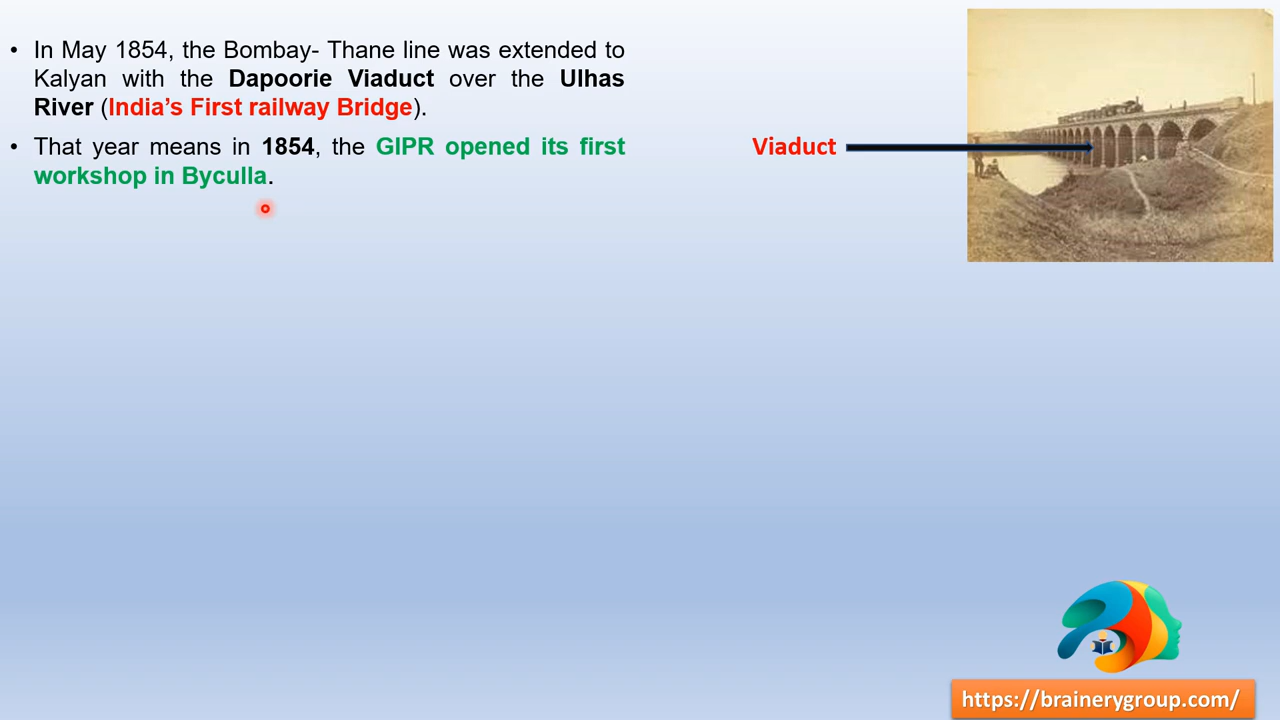 • In May 1854, the Bombay- Thane line was extended to
Kalyan with the Dapoorie Viaduct over the Ulhas
River (India’s First railway Bridge).
• That year means in 1854, the GIPR opened its first
workshop in Byculla.
Viaduct
https://brainerygroup.com/